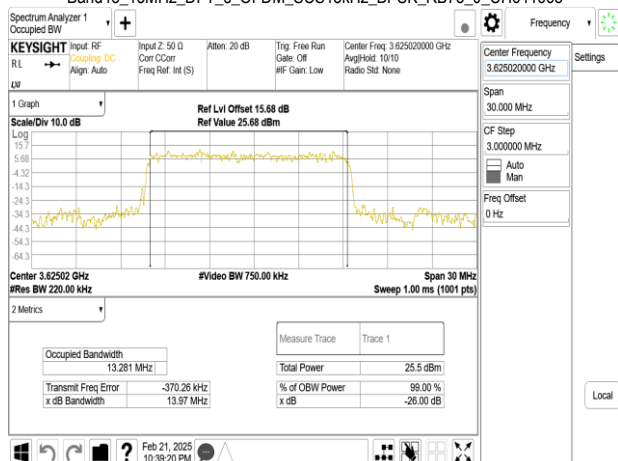 Spectrum Analyzer 1
Occupied BW
Frequency
KEYSIGHT
Input: RF
Coupling: DC
Align: Auto
Input Z: 50 Ω
Corr CCorr
Freq Ref: Int (S)
Atten: 20 dB
Trig: Free Run
Gate: Off
#IF Gain: Low
Center Freq: 3.625020000 GHz
Avg|Hold: 10/10
Radio Std: None
RL
LXI
Center Frequency
3.625020000 GHz
Settings
Span
30.000 MHz
CF Step
3.000000 MHz
Auto
Man
Freq Offset
0 Hz
1 Graph
Ref Lvl Offset 15.68 dB
Scale/Div 10.0 dB
Ref Value 25.68 dBm
Log
15.7
5.68
-4.32
-14.3
-24.3
-34.3
-44.3
-54.3
-64.3
Center 3.62502 GHz
#Video BW 750.00 kHz
Span 30 MHz
#Res BW 220.00 kHz
Sweep 1.00 ms (1001 pts)
2 Metrics
Measure Trace
Trace 1
Occupied Bandwidth
13.281 MHz
Total Power
25.5 dBm
Transmit Freq Error
-370.26 kHz
% of OBW Power
99.00 %
x dB Bandwidth
13.97 MHz
x dB
-26.00 dB
Local
?
Feb 21, 2025
10:39:20 PM